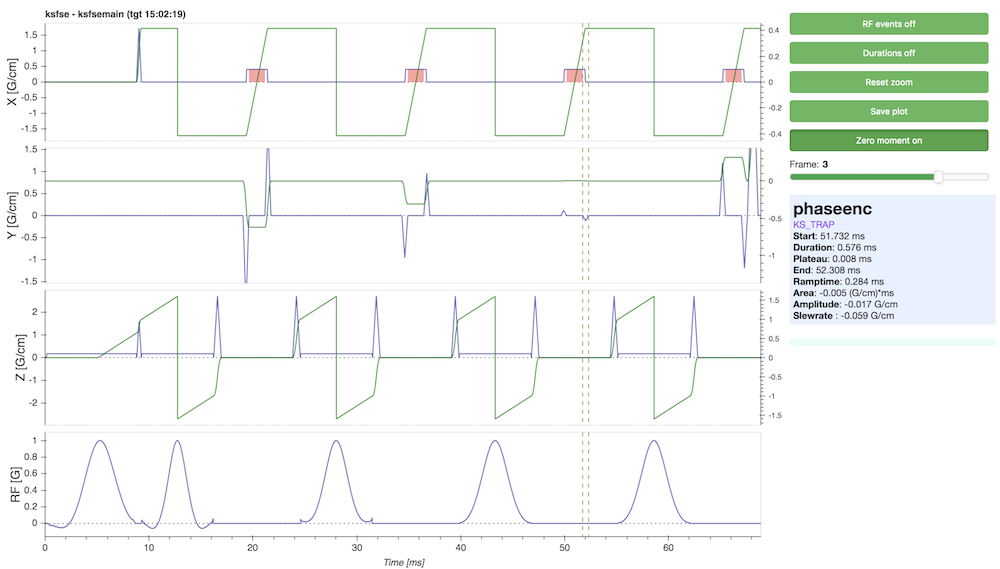 ksfse - ksfsemain (tgt 15:02:19)
X [G/cm]
1.5
1
0.5
0
-0.5
-1
-1.5
0.4
0.2
0
-0.2
-0.4
Y [G/cm]
1.5
1
0.5
0
-0.5
-1
-1.5
0
-0.5
-1
Z [G/cm]
2
1
0
-1
-2
1.5
1
0.5
0
-0.5
-1
-1.5
RF [G]
1
0.8
0.6
0.4
0.2
0
0
10
20
30
40
50
60
Time [ms]
RF events off
Durations off
Reset zoom
Save plot
Zero moment on
Frame: 3
phaseenc
KS_TRAP
Start: 51.732 ms
Duration: 0.576 ms
Plateau: 0.008 ms
End: 52.308 ms
Ramptime: 0.284 ms
Area: -0.005 (G/cm)*ms
Amplitude: -0.017 G/cm
Slewrate : -0.059 G/cm